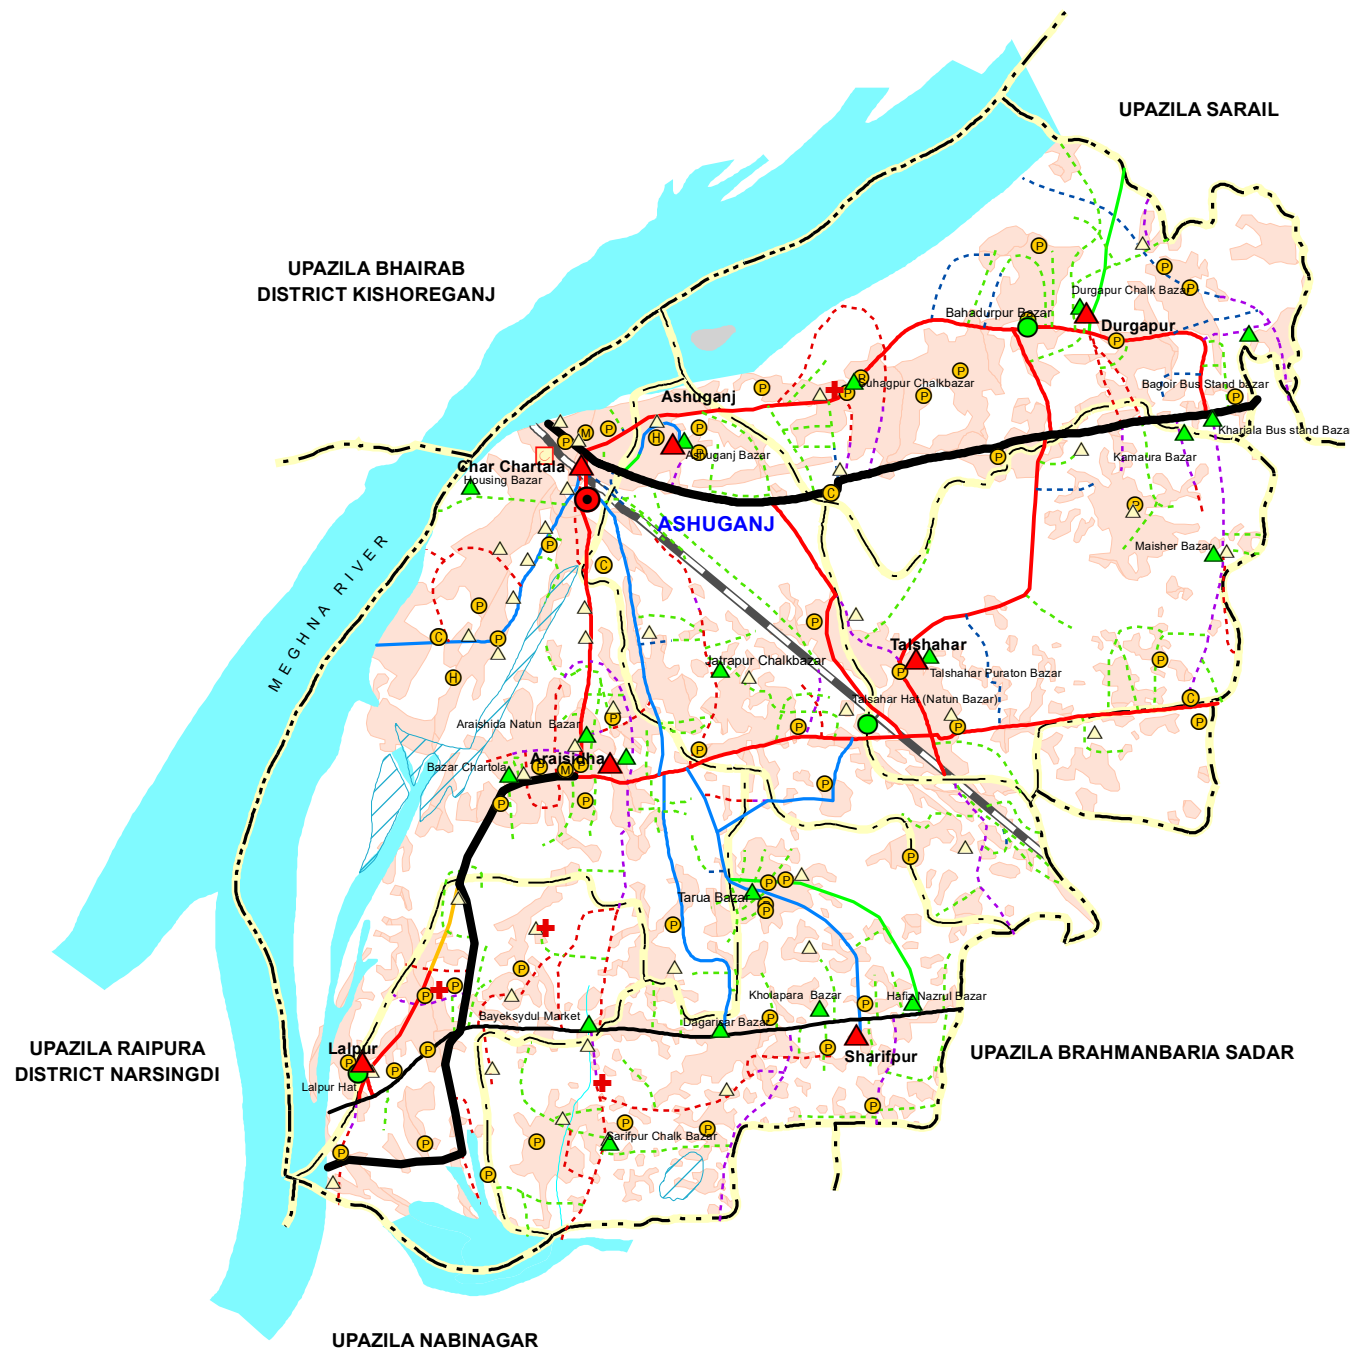 UPAZILA SARAIL
UPAZILA BHAIRAB
DISTRICT KISHOREGANJ
Durgapur Chalk Bazar
Bahadurpur Bazar
Durgapur
Suhagpur Chalkbazar
Bagoir Bus Stand bazar
Ashuganj
Khariala Bus stand Baza
Ashuganj Bazar
Kamaura Bazar
Char Chartala
Housing Bazar
ASHUGANJ
Maisher Bazar
MEGHNA RIVER
Talshahar
Jatrapur Chalkbazar
Talshahar Puraton Bazar
Talsahar Hat (Natun Bazar)
Araishida Natun Bazar
Araisidha
Bazar Chartola
Tarua Bazar
Kholapara Bazar
Hafiz Nazrul Bazar
Bayeksydul Market
Dagarisar Bazar
Lalpur
Sharifpur
UPAZILA RAIPURA
DISTRICT NARSINGDI
UPAZILA BRAHMANBARIA SADAR
Lalpur Hat
Sarifpur Chalk Bazar
UPAZILA NABINAGAR